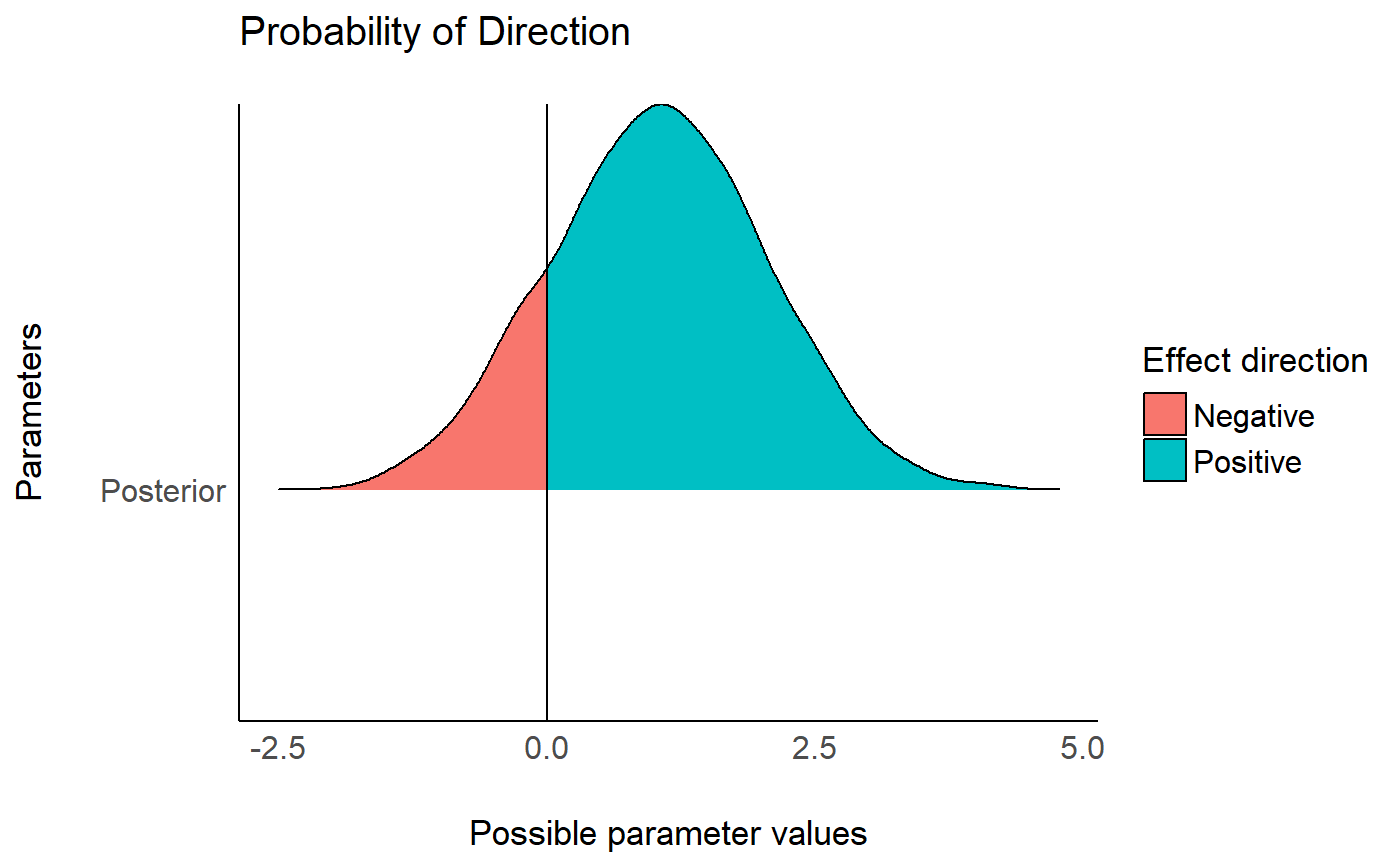 Probability of Direction
Parameters
Posterior
-2.5 0.0 2.5 5.0
Possible parameter values
Effect direction
Negative
Positive